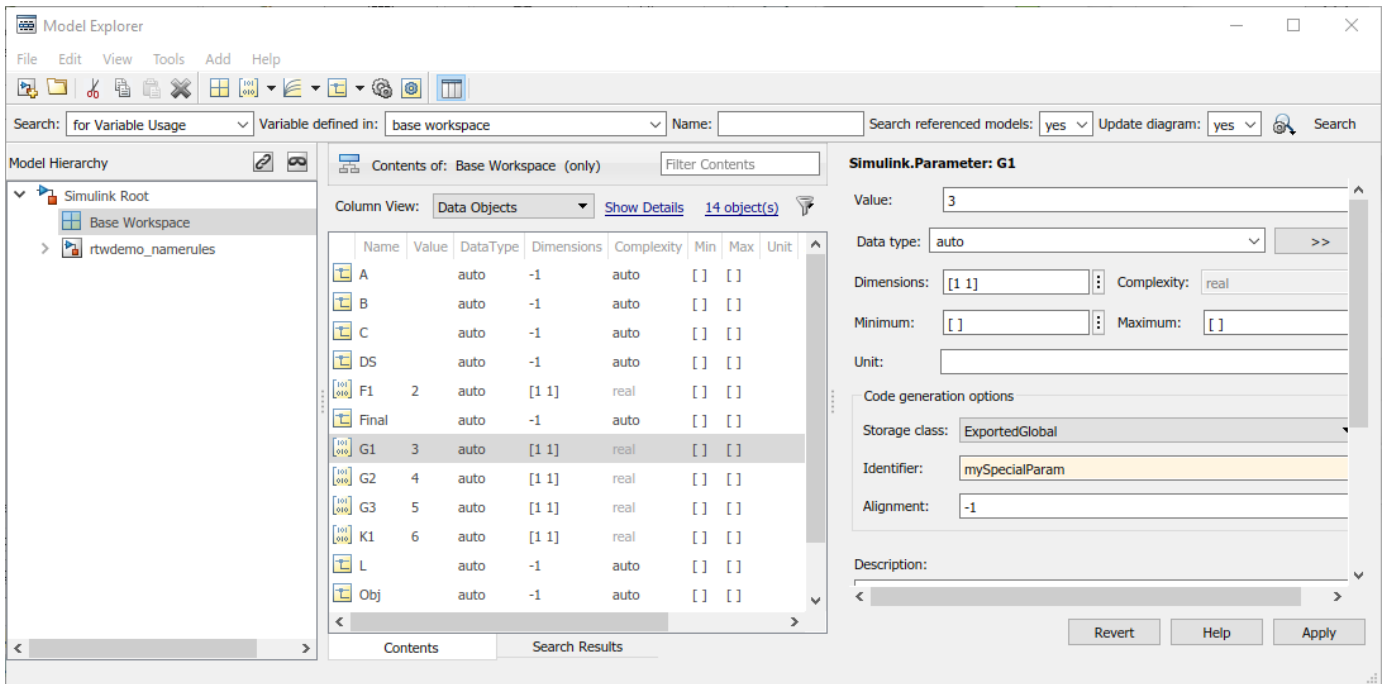 Model Explorer
File Edit View Tools Add Help
Search: for Variable Usage Variable defined in: base workspace Name: Search referenced models: yes Update diagram: yes Search
Model Hierarchy
Simulink Root
Base Workspace
rtwdemo_namerules
Contents of: Base Workspace (only) Filter Contents
Column View: Data Objects Show Details 14 object(s)
Name Value DataType Dimensions Complexity Min Max Unit
A auto -1 auto [ ] [ ]
B auto -1 auto [ ] [ ]
C auto -1 auto [ ] [ ]
DS auto -1 auto [ ] [ ]
F1 2 auto [1 1] real [ ] [ ]
Final auto -1 auto [ ] [ ]
G1 3 auto [1 1] real [ ] [ ]
G2 4 auto [1 1] real [ ] [ ]
G3 5 auto [1 1] real [ ] [ ]
K1 6 auto [1 1] real [ ] [ ]
L auto -1 auto [ ] [ ]
Obj auto -1 auto [ ] [ ]
Contents Search Results
Simulink.Parameter: G1
Value: 3
Data type: auto >>
Dimensions: [1 1] Complexity: real
Minimum: [ ] Maximum: [ ]
Unit:
Code generation options
Storage class: ExportedGlobal
Identifier: mySpecialParam
Alignment: -1
Description:
Revert Help Apply